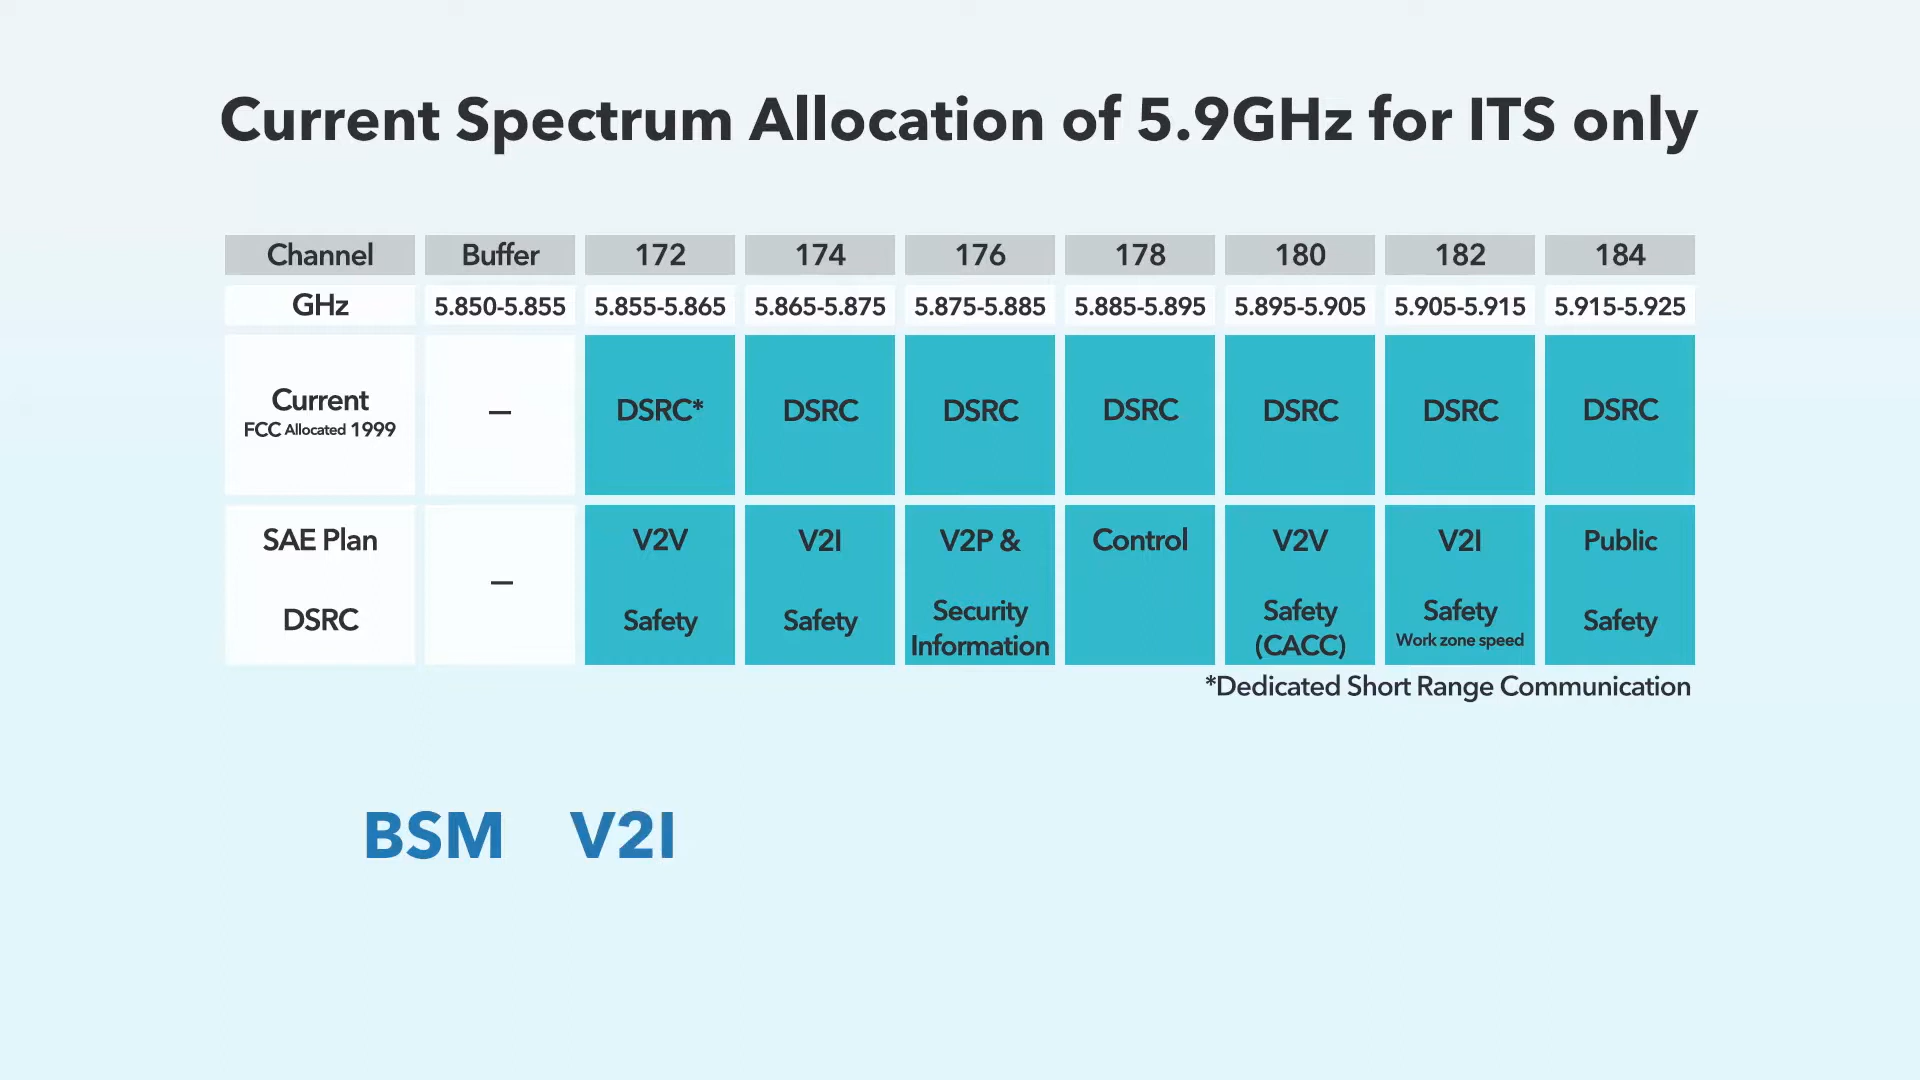 Current Spectrum Allocation of 5.9GHz for ITS only
Channel Buffer 172 174 176 178 180 182 184
GHz 5.850-5.855 5.855-5.865 5.865-5.875 5.875-5.885 5.885-5.895 5.895-5.905 5.905-5.915 5.915-5.925
Current
FCC Allocated 1999
– DSRC* DSRC DSRC DSRC DSRC DSRC DSRC
SAE Plan V2V V2I V2P & Control V2V V2I Public
–
DSRC Safety Safety Security Information Safety (CACC) Safety Work zone speed Safety
*Dedicated Short Range Communication
BSM V2I